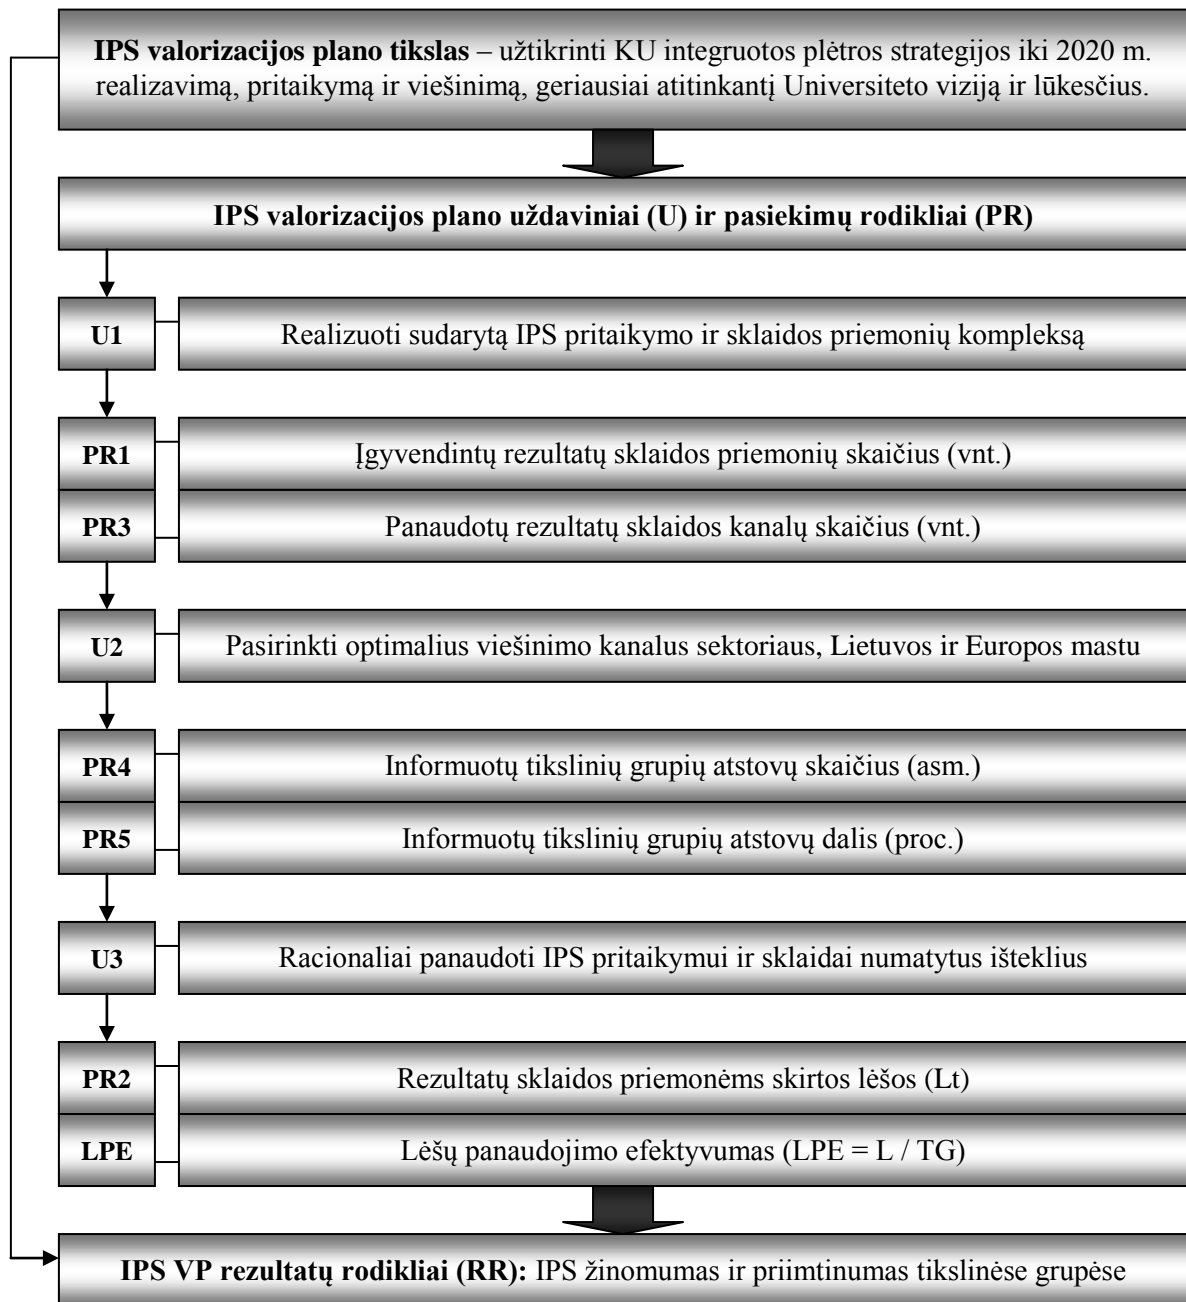 IPS valorizacijos plano tikslas – užtikrinti KU integruotos plėtros strategijos iki 2020 m.
realizavimą, pritaikymą ir viešinimą, geriausiai atitinkantį Universiteto viziją ir lūkesčius.
IPS valorizacijos plano uždaviniai (U) ir pasiekimų rodikliai (PR)
U1 Realizuoti sudarytą IPS pritaikymo ir sklaidos priemonių kompleksą
PR1 Įgyvendintų rezultatų sklaidos priemonių skaičius (vnt.)
PR3 Panaudotų rezultatų sklaidos kanalų skaičius (vnt.)
U2 Pasirinkti optimalius viešinimo kanalus sektoriaus, Lietuvos ir Europos mastu
PR4 Informuotų tikslinių grupių atstovų skaičius (asm.)
PR5 Informuotų tikslinių grupių atstovų dalis (proc.)
U3 Racionaliai panaudoti IPS pritaikymui ir sklaidai numatytus išteklius
PR2 Rezultatų sklaidos priemonėms skirtos lėšos (Lt)
LPE Lėšų panaudojimo efektyvumas (LPE = L / TG)
IPS VP rezultatų rodikliai (RR): IPS žinomumas ir priimtinumas tikslinėse grupėse